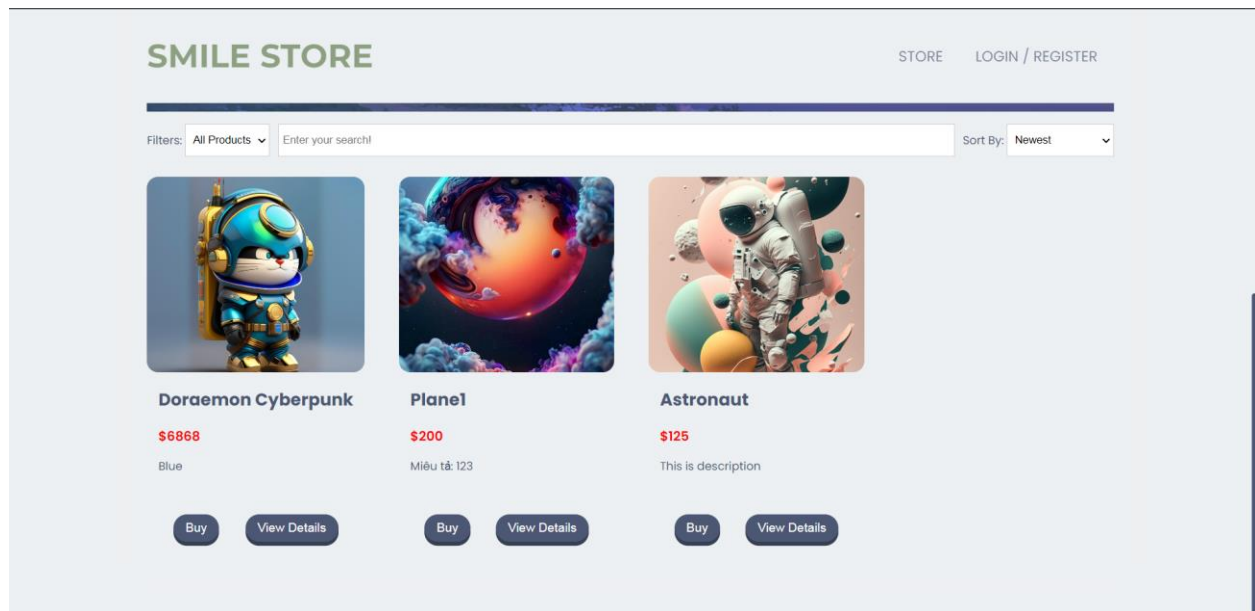 SMILE STORE
STORE LOGIN / REGISTER
Filters: All Products Enter your search! Sort By: Newest
Doraemon Cyberpunk Plane1 Astronaut
$6868 $200 $125
Blue Miêu tả: 123 This is description
Buy View Details Buy View Details Buy View Details